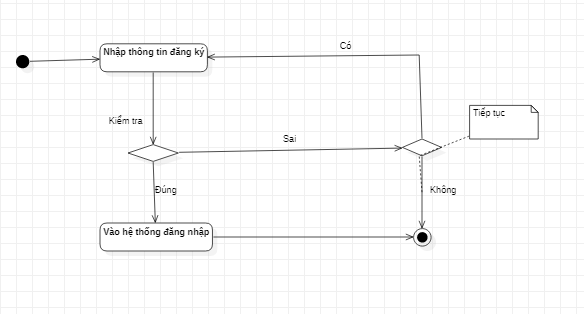 Có
Nhập thông tin đăng ký
Tiếp tục
Kiểm tra
Sai
Đúng
Không
Vào hệ thống đăng nhập